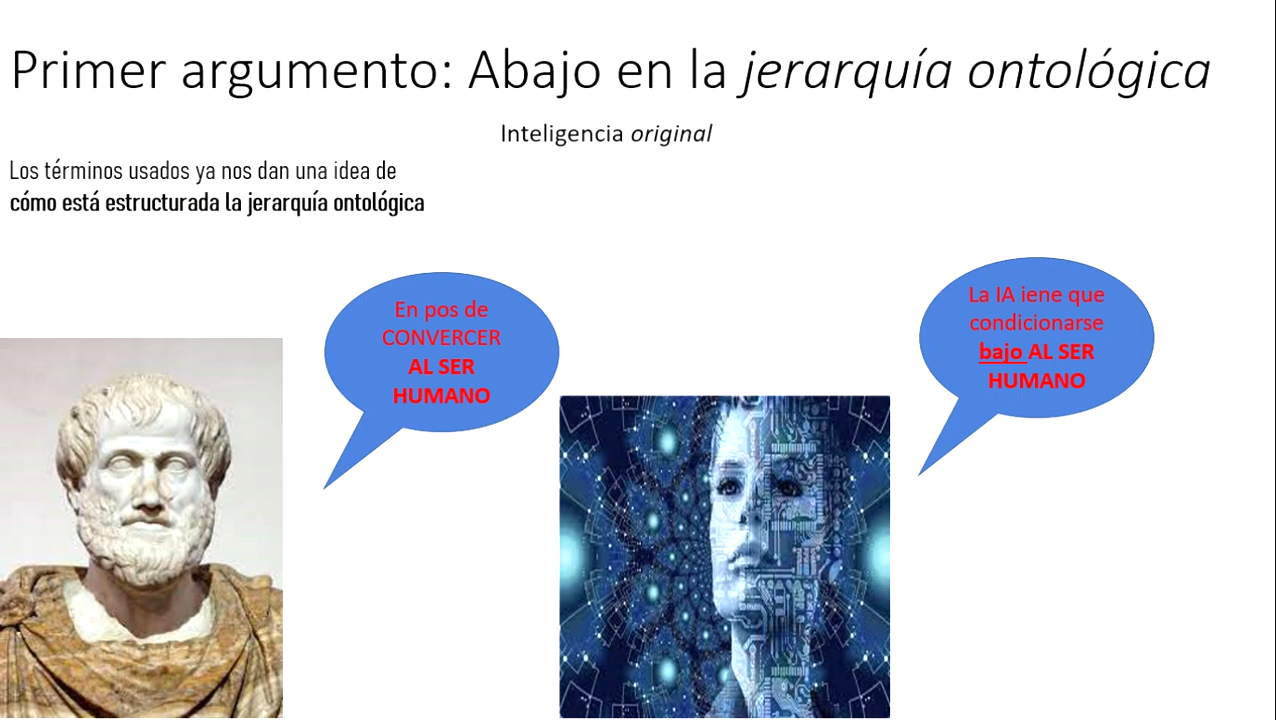 Primer argumento: Abajo en la jerarquía ontológica
Inteligencia original
Los términos usados ya nos dan una idea de
cómo está estructurada la jerarquía ontológica
En pos de
CONVERCER
AL SER
HUMANO
La IA iene que
condicionarse
bajo AL SER
HUMANO